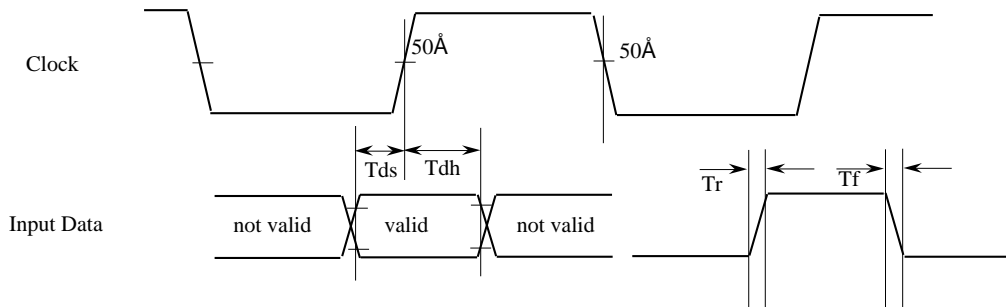 50Å
50Å
Clock
Tds
Tdh
Tr
Tf
Input Data
not valid
valid
not valid